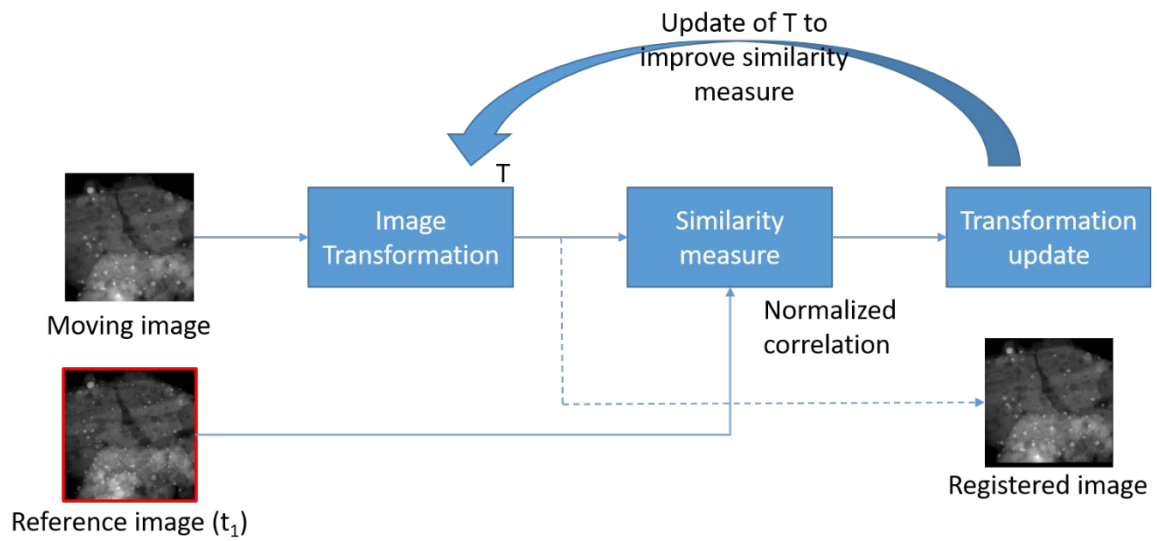 Update of T to
improve similarity
measure
T
Image
Transformation
Similarity
measure
Transformation
update
Moving image
Normalized
correlation
Reference image (t₁)
Registered image